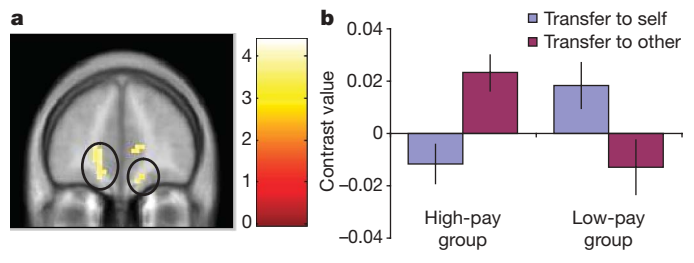 a
4
3
2
1
0
b
Transfer to self
Transfer to other
Contrast value
0.04
0.02
0
–0.02
–0.04
High-pay
group
Low-pay
group